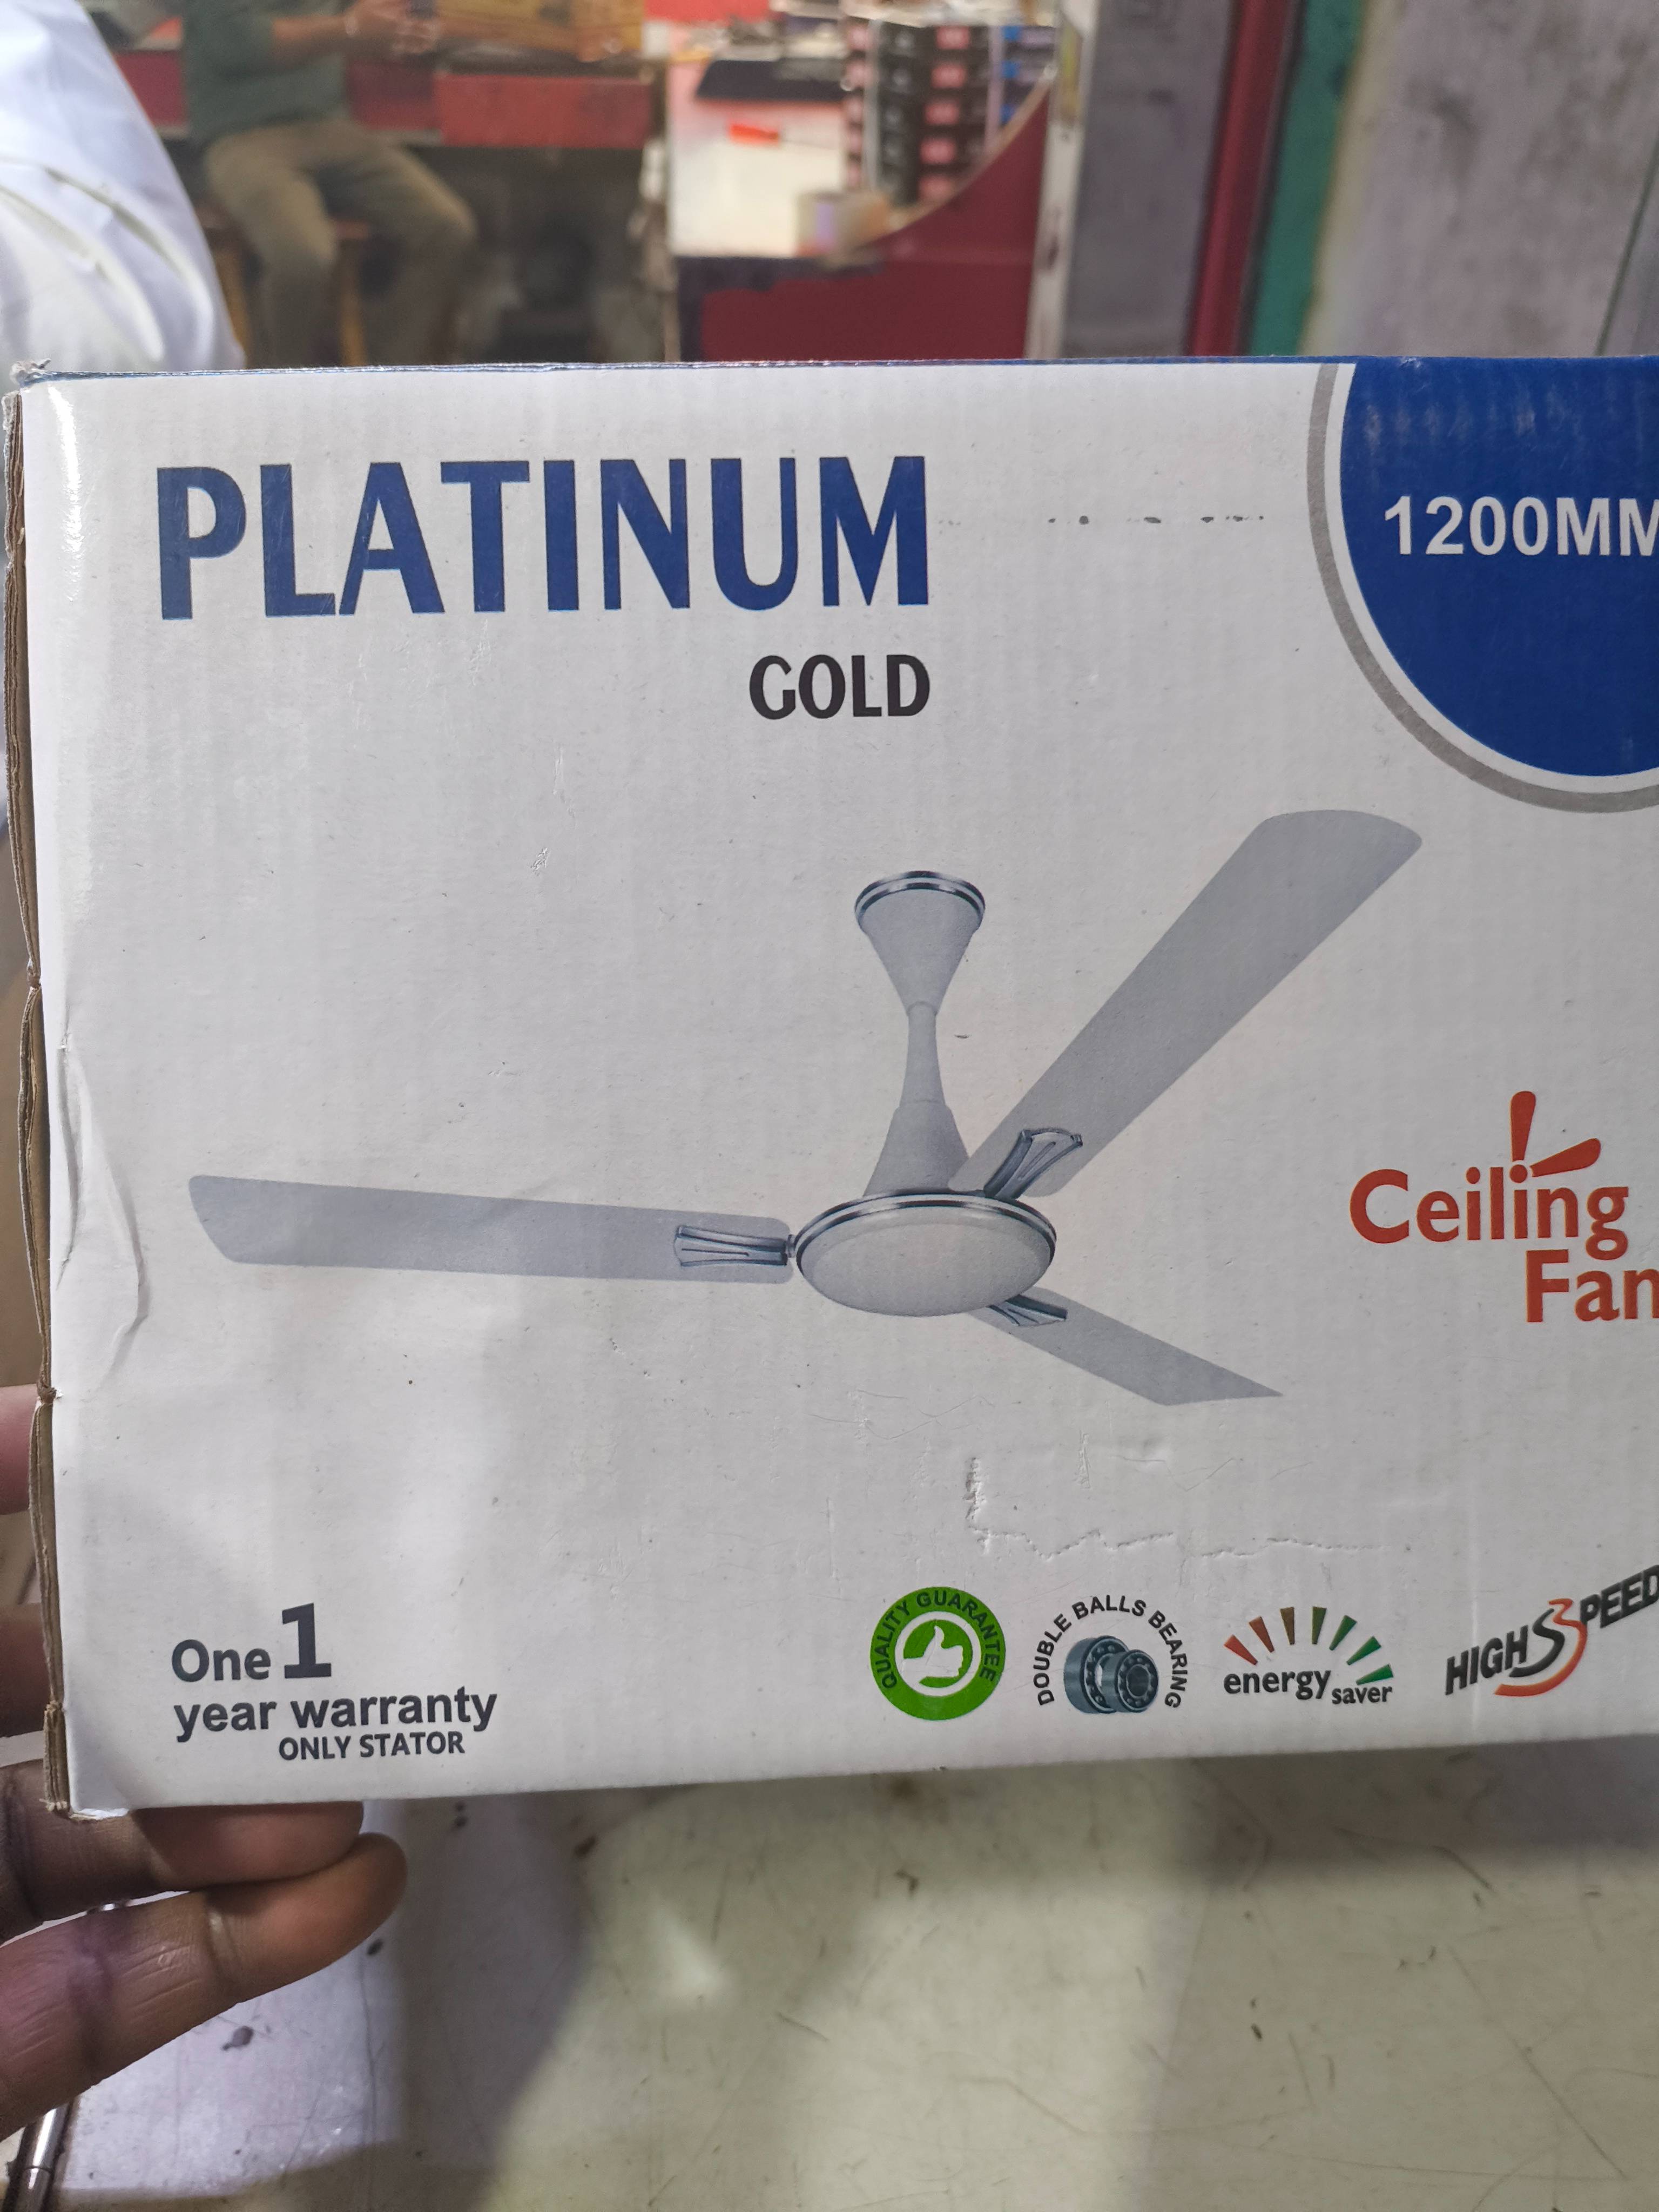 PLATINUM
GOLD
1200MM
Ceiling
Fan
One 1
year warranty
ONLY STATOR
QUALITY GUARANTEE
DOUBLE BALLS BEARING
energy saver
HIGH SPEED